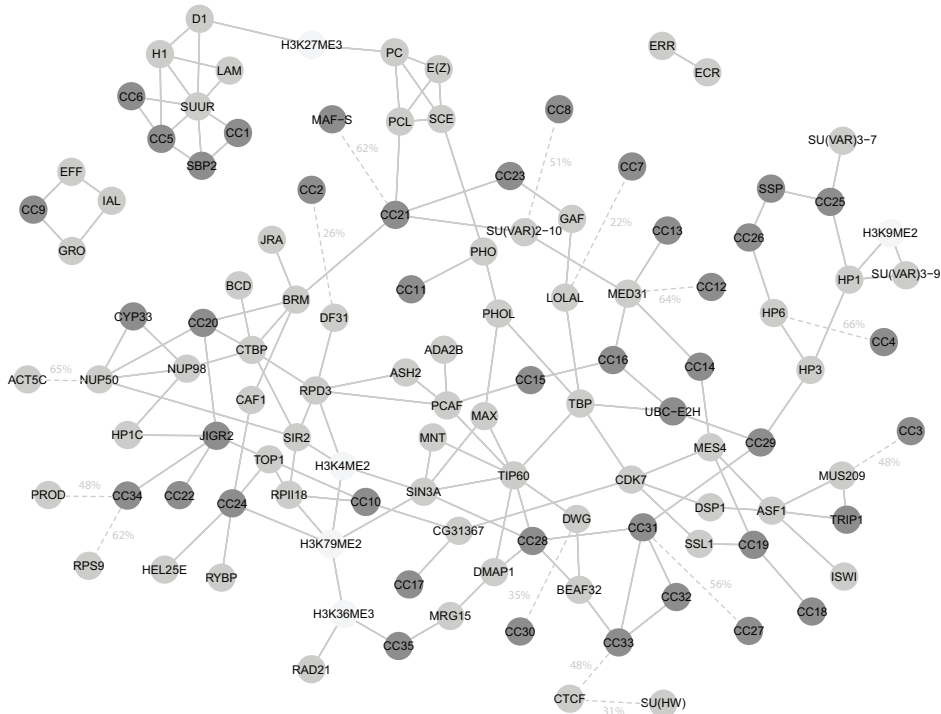 D1
H3K27ME3
PC
ERR
H1
LAM
E(Z)
ECR
CC6
SUUR
CC8
MAF−S
PCL
SCE
CC5
CC1
SU(VAR)3−7
62%
51%
SBP2
CC7
EFF
CC2
CC23
SSP
IAL
CC25
CC9
CC21
GAF
22%
26%
SU(VAR)2−10
CC13
CC26
H3K9ME2
JRA
GRO
PHO
HP1
SU(VAR)3−9
BCD
CC11
MED31
CC12
BRM
LOLAL
64%
CYP33
CC20
DF31
PHOL
HP6
66%
CC4
CTBP
ADA2B
CC16
NUP98
ACT5C
65%
NUP50
RPD3
ASH2
CC15
CC14
HP3
CAF1
PCAF
MAX
TBP
UBC−E2H
HP1C
JIGR2
SIR2
MNT
CC29
CC3
MES4
TOP1
H3K4ME2
48%
MUS209
PROD
48%
CC34
CC22
CC24
RPII18
CC10
SIN3A
TIP60
CDK7
DSP1
ASF1
TRIP1
62%
CG31367
DWG
CC31
H3K79ME2
CC28
SSL1
CC19
RPS9
HEL25E
RYBP
DMAP1
ISWI
CC17
BEAF32
56%
35%
CC32
H3K36ME3
MRG15
CC18
CC30
CC27
CC35
CC33
RAD21
48%
CTCF
31%
SU(HW)